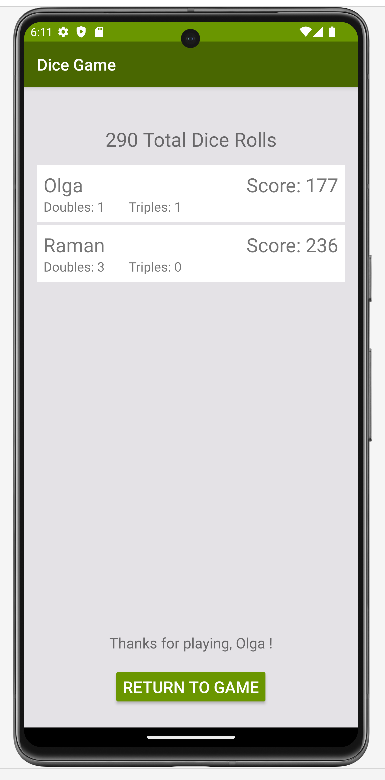 6:11
Dice Game
290 Total Dice Rolls
Olga Score: 177
Doubles: 1 Triples: 1
Raman Score: 236
Doubles: 3 Triples: 0
Thanks for playing, Olga !
RETURN TO GAME